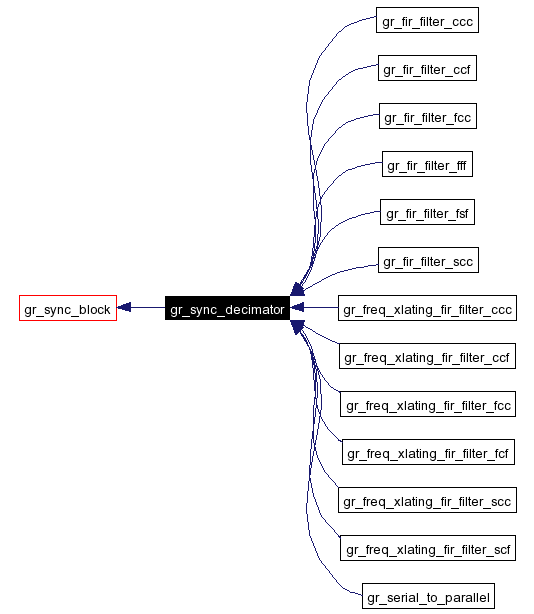 gr_fir_filter_ccc
gr_fir_filter_ccf
gr_fir_filter_fcc
gr_fir_filter_fff
gr_fir_filter_fsf
gr_fir_filter_scc
gr_sync_block
gr_sync_decimator
gr_freq_xlating_fir_filter_ccc
gr_freq_xlating_fir_filter_ccf
gr_freq_xlating_fir_filter_fcc
gr_freq_xlating_fir_filter_fcf
gr_freq_xlating_fir_filter_scc
gr_freq_xlating_fir_filter_scf
gr_serial_to_parallel